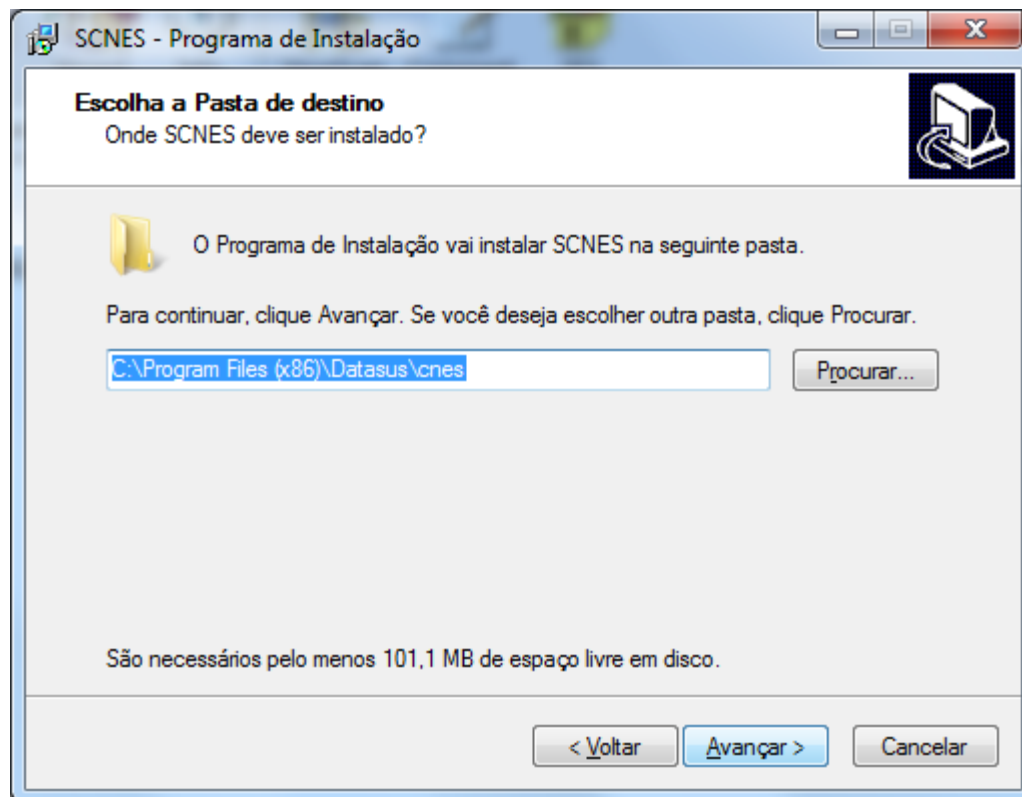 SCNES - Programa de Instalação
Escolha a Pasta de destino
Onde SCNES deve ser instalado?
O Programa de Instalação vai instalar SCNES na seguinte pasta.
Para continuar, clique Avançar. Se você deseja escolher outra pasta, clique Procurar.
C:\Program Files (x86)\Datasus\cnes
Procurar...
São necessários pelo menos 101,1 MB de espaço livre em disco.
< Voltar
Avançar >
Cancelar